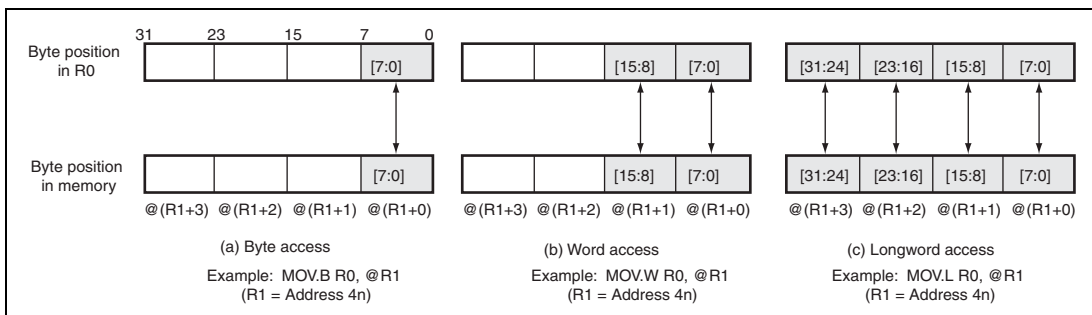 31 23 15 7 0
Byte position
in R0
[7:0]
[15:8] [7:0]
[31:24] [23:16] [15:8] [7:0]
Byte position
in memory
[7:0]
[15:8] [7:0]
[31:24] [23:16] [15:8] [7:0]
@(R1+3) @(R1+2) @(R1+1) @(R1+0)
@(R1+3) @(R1+2) @(R1+1) @(R1+0)
@(R1+3) @(R1+2) @(R1+1) @(R1+0)
(a) Byte access
Example: MOV.B R0, @R1
(R1 = Address 4n)
(b) Word access
Example: MOV.W R0, @R1
(R1 = Address 4n)
(c) Longword access
Example: MOV.L R0, @R1
(R1 = Address 4n)